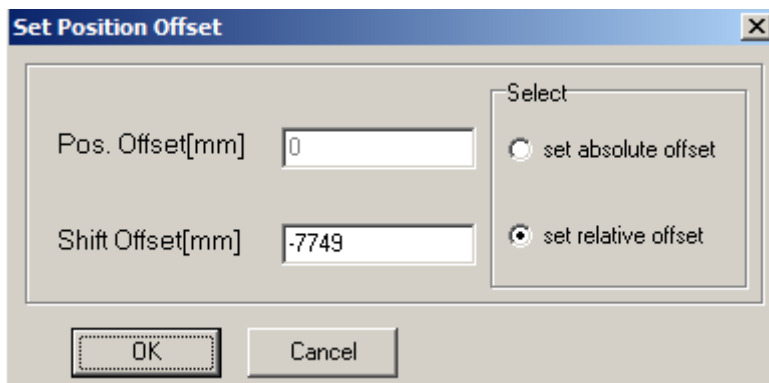 Set Position Offset
Select
Pos. Offset[mm] 0 set absolute offset
Shift Offset[mm] -7749 set relative offset
OK Cancel